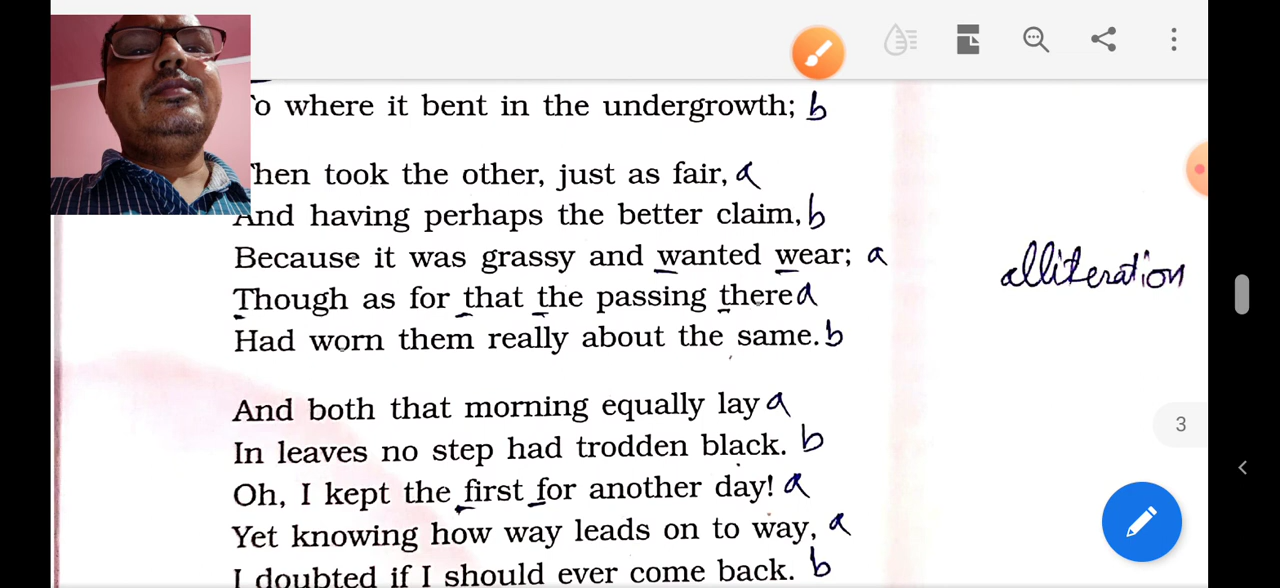 To where it bent in the undergrowth; b
Then took the other, just as fair, a
And having perhaps the better claim, b
Because it was grassy and wanted wear; a
alliteration
Though as for that the passing there a
Had worn them really about the same. b
And both that morning equally lay a
In leaves no step had trodden black. b
3
Oh, I kept the first for another day! a
Yet knowing how way leads on to way, a
I doubted if I should ever come back. b